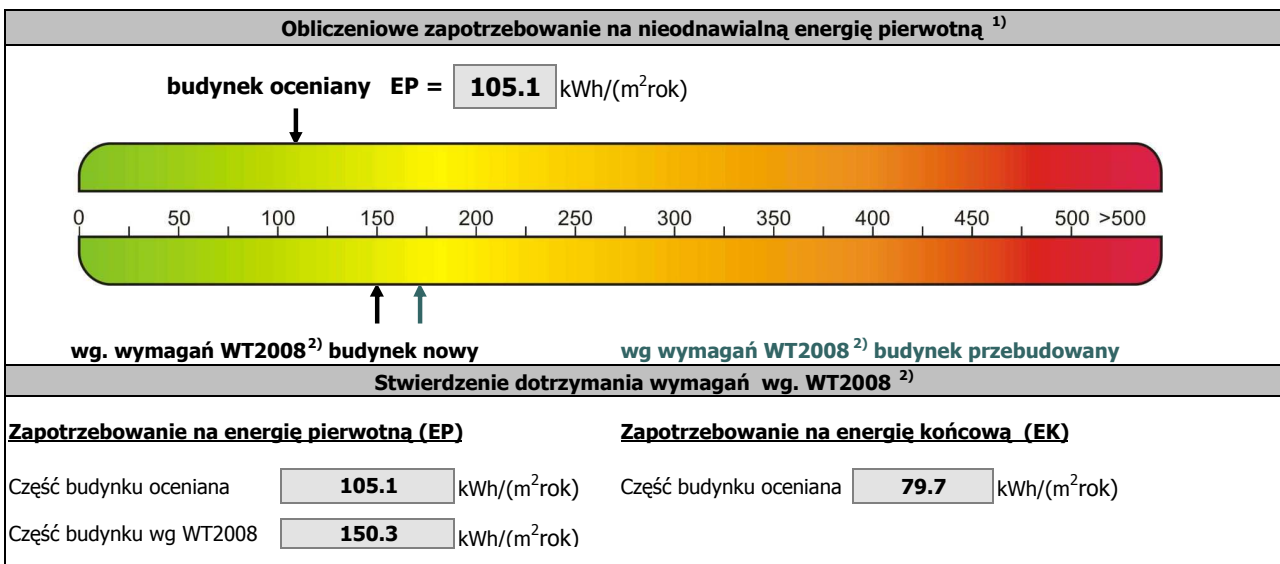 Obliczeniowe zapotrzebowanie na nieodnawialną energię pierwotną 1)
budynek oceniany EP = 105.1 kWh/(m2rok)
0 50 100 150 200 250 300 350 400 450 500 >500
wg. wymagań WT2008 2) budynek nowy
wg wymagań WT2008 2) budynek przebudowany
Stwierdzenie dotrzymania wymagań wg. WT2008 2)
Zapotrzebowanie na energię pierwotną (EP)
Zapotrzebowanie na energię końcową (EK)
Część budynku oceniana 105.1 kWh/(m2rok)
Część budynku oceniana 79.7 kWh/(m2rok)
Część budynku wg WT2008 150.3 kWh/(m2rok)